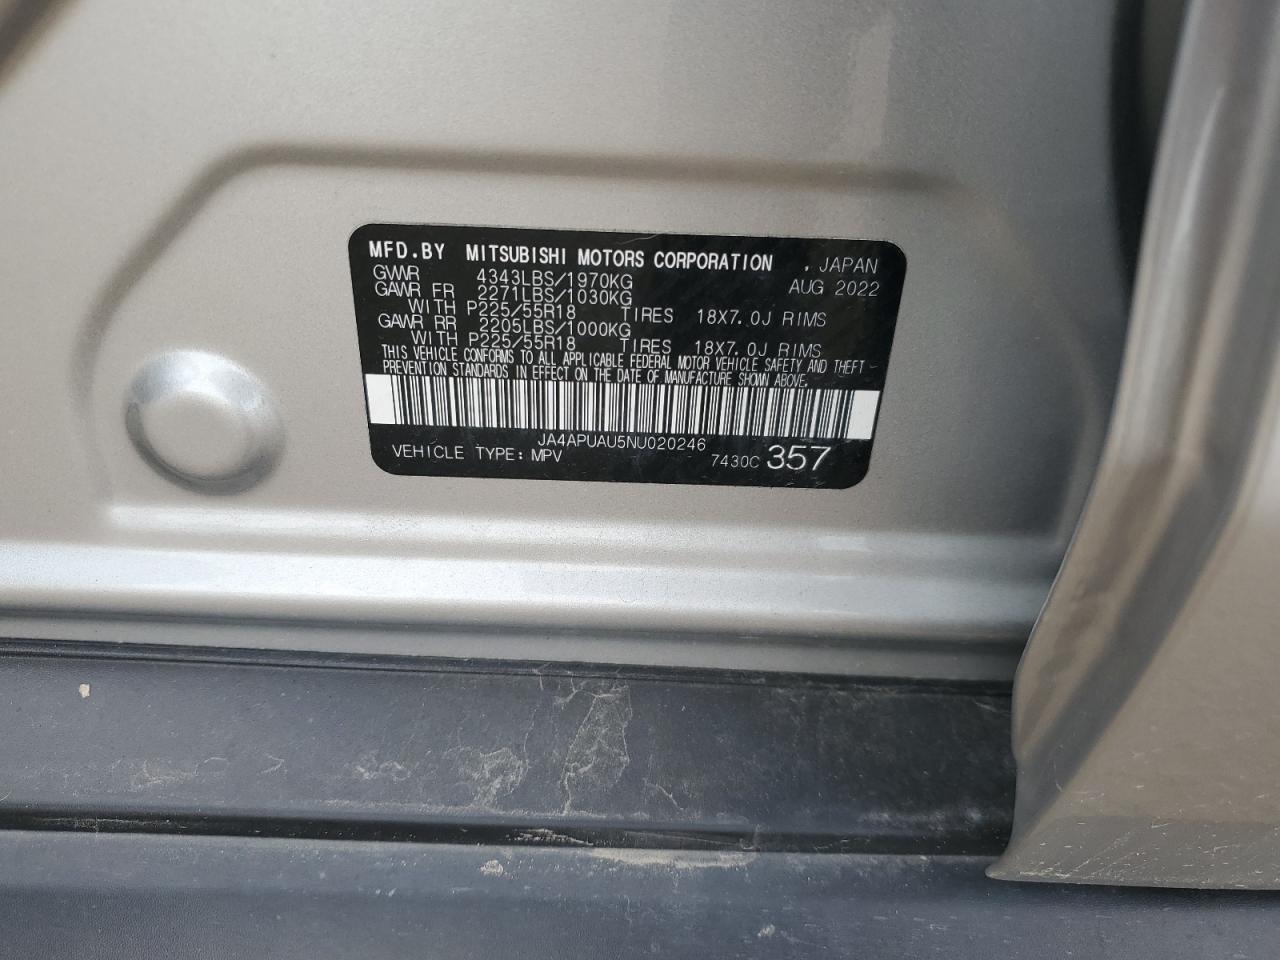 MFD.BY MITSUBISHI MOTORS CORPORATION , JAPAN
GVWR 4343LBS/1970KG AUG 2022
GAWR FR 2271LBS/1030KG
WITH P225/55R18 TIRES 18X7.0J RIMS
GAWR RR 2205LBS/1000KG
WITH P225/55R18 TIRES 18X7.0J RIMS
THIS VEHICLE CONFORMS TO ALL APPLICABLE FEDERAL MOTOR VEHICLE SAFETY AND THEFT
PREVENTION STANDARDS IN EFFECT ON THE DATE OF MANUFACTURE SHOWN ABOVE.
JA4APUAU5NU020246
VEHICLE TYPE: MPV 7430C 357